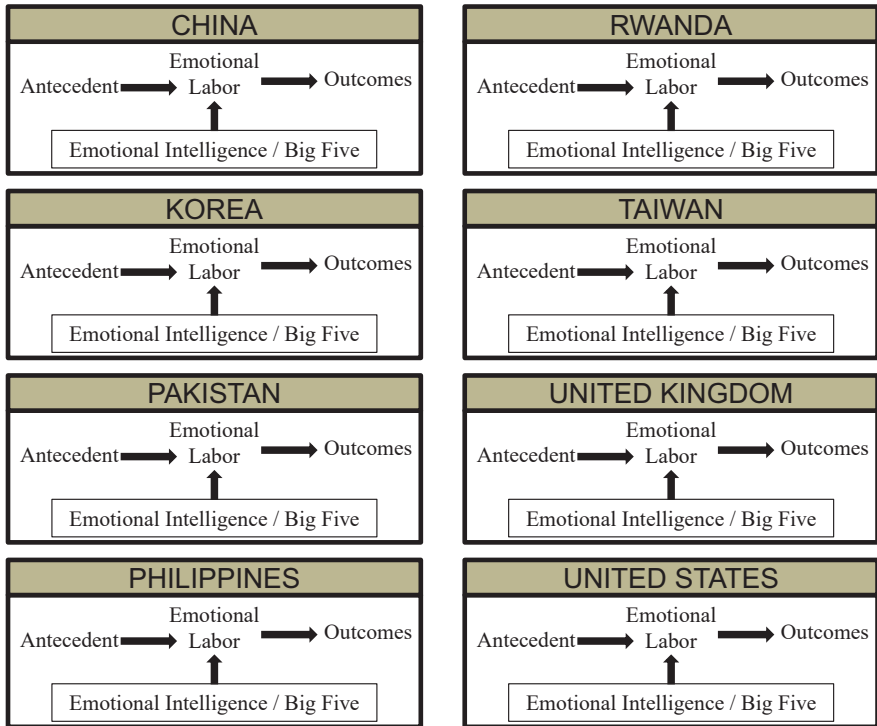 CHINA
Emotional
Antecedent Labor Outcomes
Emotional Intelligence / Big Five
RWANDA
Emotional
Antecedent Labor Outcomes
Emotional Intelligence / Big Five
KOREA
Emotional
Antecedent Labor Outcomes
Emotional Intelligence / Big Five
TAIWAN
Emotional
Antecedent Labor Outcomes
Emotional Intelligence / Big Five
PAKISTAN
Emotional
Antecedent Labor Outcomes
Emotional Intelligence / Big Five
UNITED KINGDOM
Emotional
Antecedent Labor Outcomes
Emotional Intelligence / Big Five
PHILIPPINES
Emotional
Antecedent Labor Outcomes
Emotional Intelligence / Big Five
UNITED STATES
Emotional
Antecedent Labor Outcomes
Emotional Intelligence / Big Five